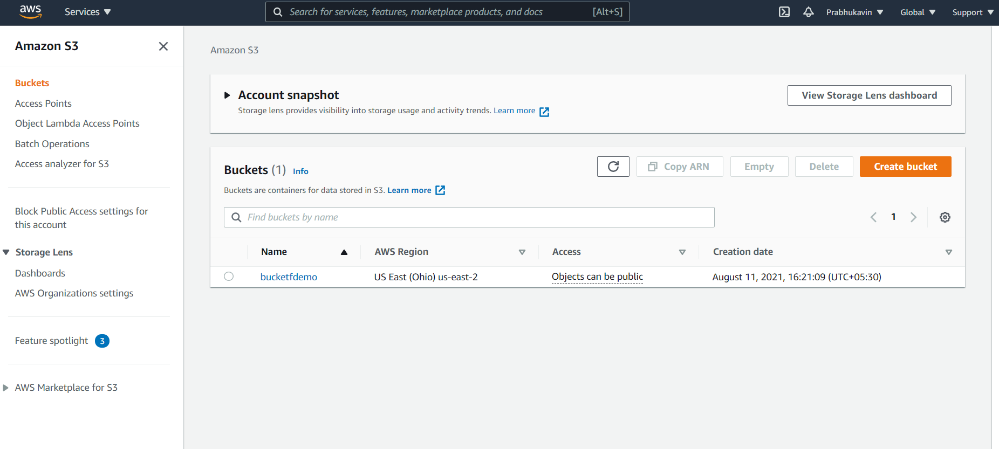 aws Services Search for services, features, marketplace products, and docs [Alt+S] Prabhukavin Global Support
Amazon S3
Buckets
Access Points
Object Lambda Access Points
Batch Operations
Access analyzer for S3
Block Public Access settings for
this account
Storage Lens
Dashboards
AWS Organizations settings
Feature spotlight 3
AWS Marketplace for S3
Amazon S3
Account snapshot
View Storage Lens dashboard
Storage lens provides visibility into storage usage and activity trends. Learn more
Buckets (1) Info
Copy ARN Empty Delete Create bucket
Buckets are containers for data stored in S3. Learn more
Find buckets by name
1
Name AWS Region Access Creation date
bucketfdemo US East (Ohio) us-east-2 Objects can be public August 11, 2021, 16:21:09 (UTC+05:30)